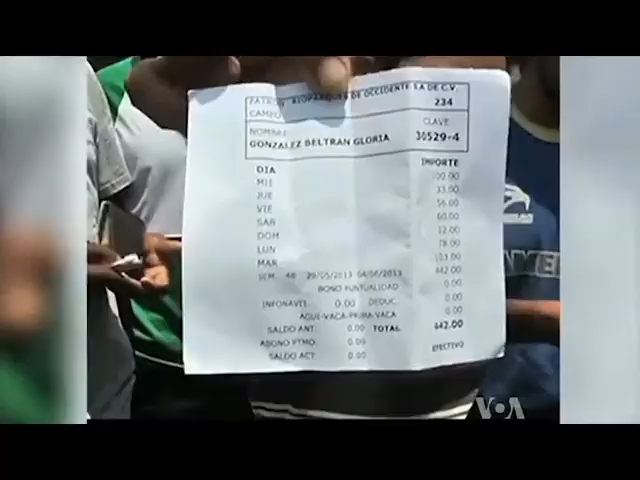 PATRON BIOPARQUES DE OCCIDENTE S.A DE C.V.
CAMPO 234
NOMBRE CLAVE
GONZALEZ BELTRAN GLORIA 30529-4
DIA IMPORTE
MIE 100.00
JUE 33.00
VIE 56.00
SAB 60.00
DOM 12.00
LUN 78.00
MAR 103.00
SEM 48 29/05/2013 04/06/2013 442.00
BONO PUNTUALIDAD 0.00
INFONAVIT 0.00 DEDUC. 0.00
AGUI-VACA-PRIMA-VACA 0.00
SALDO ANT 0.00 TOTAL 442.00
ABONO PTMO. 0.00
SALDO ACT 0.00 EFECTIVO
VOA